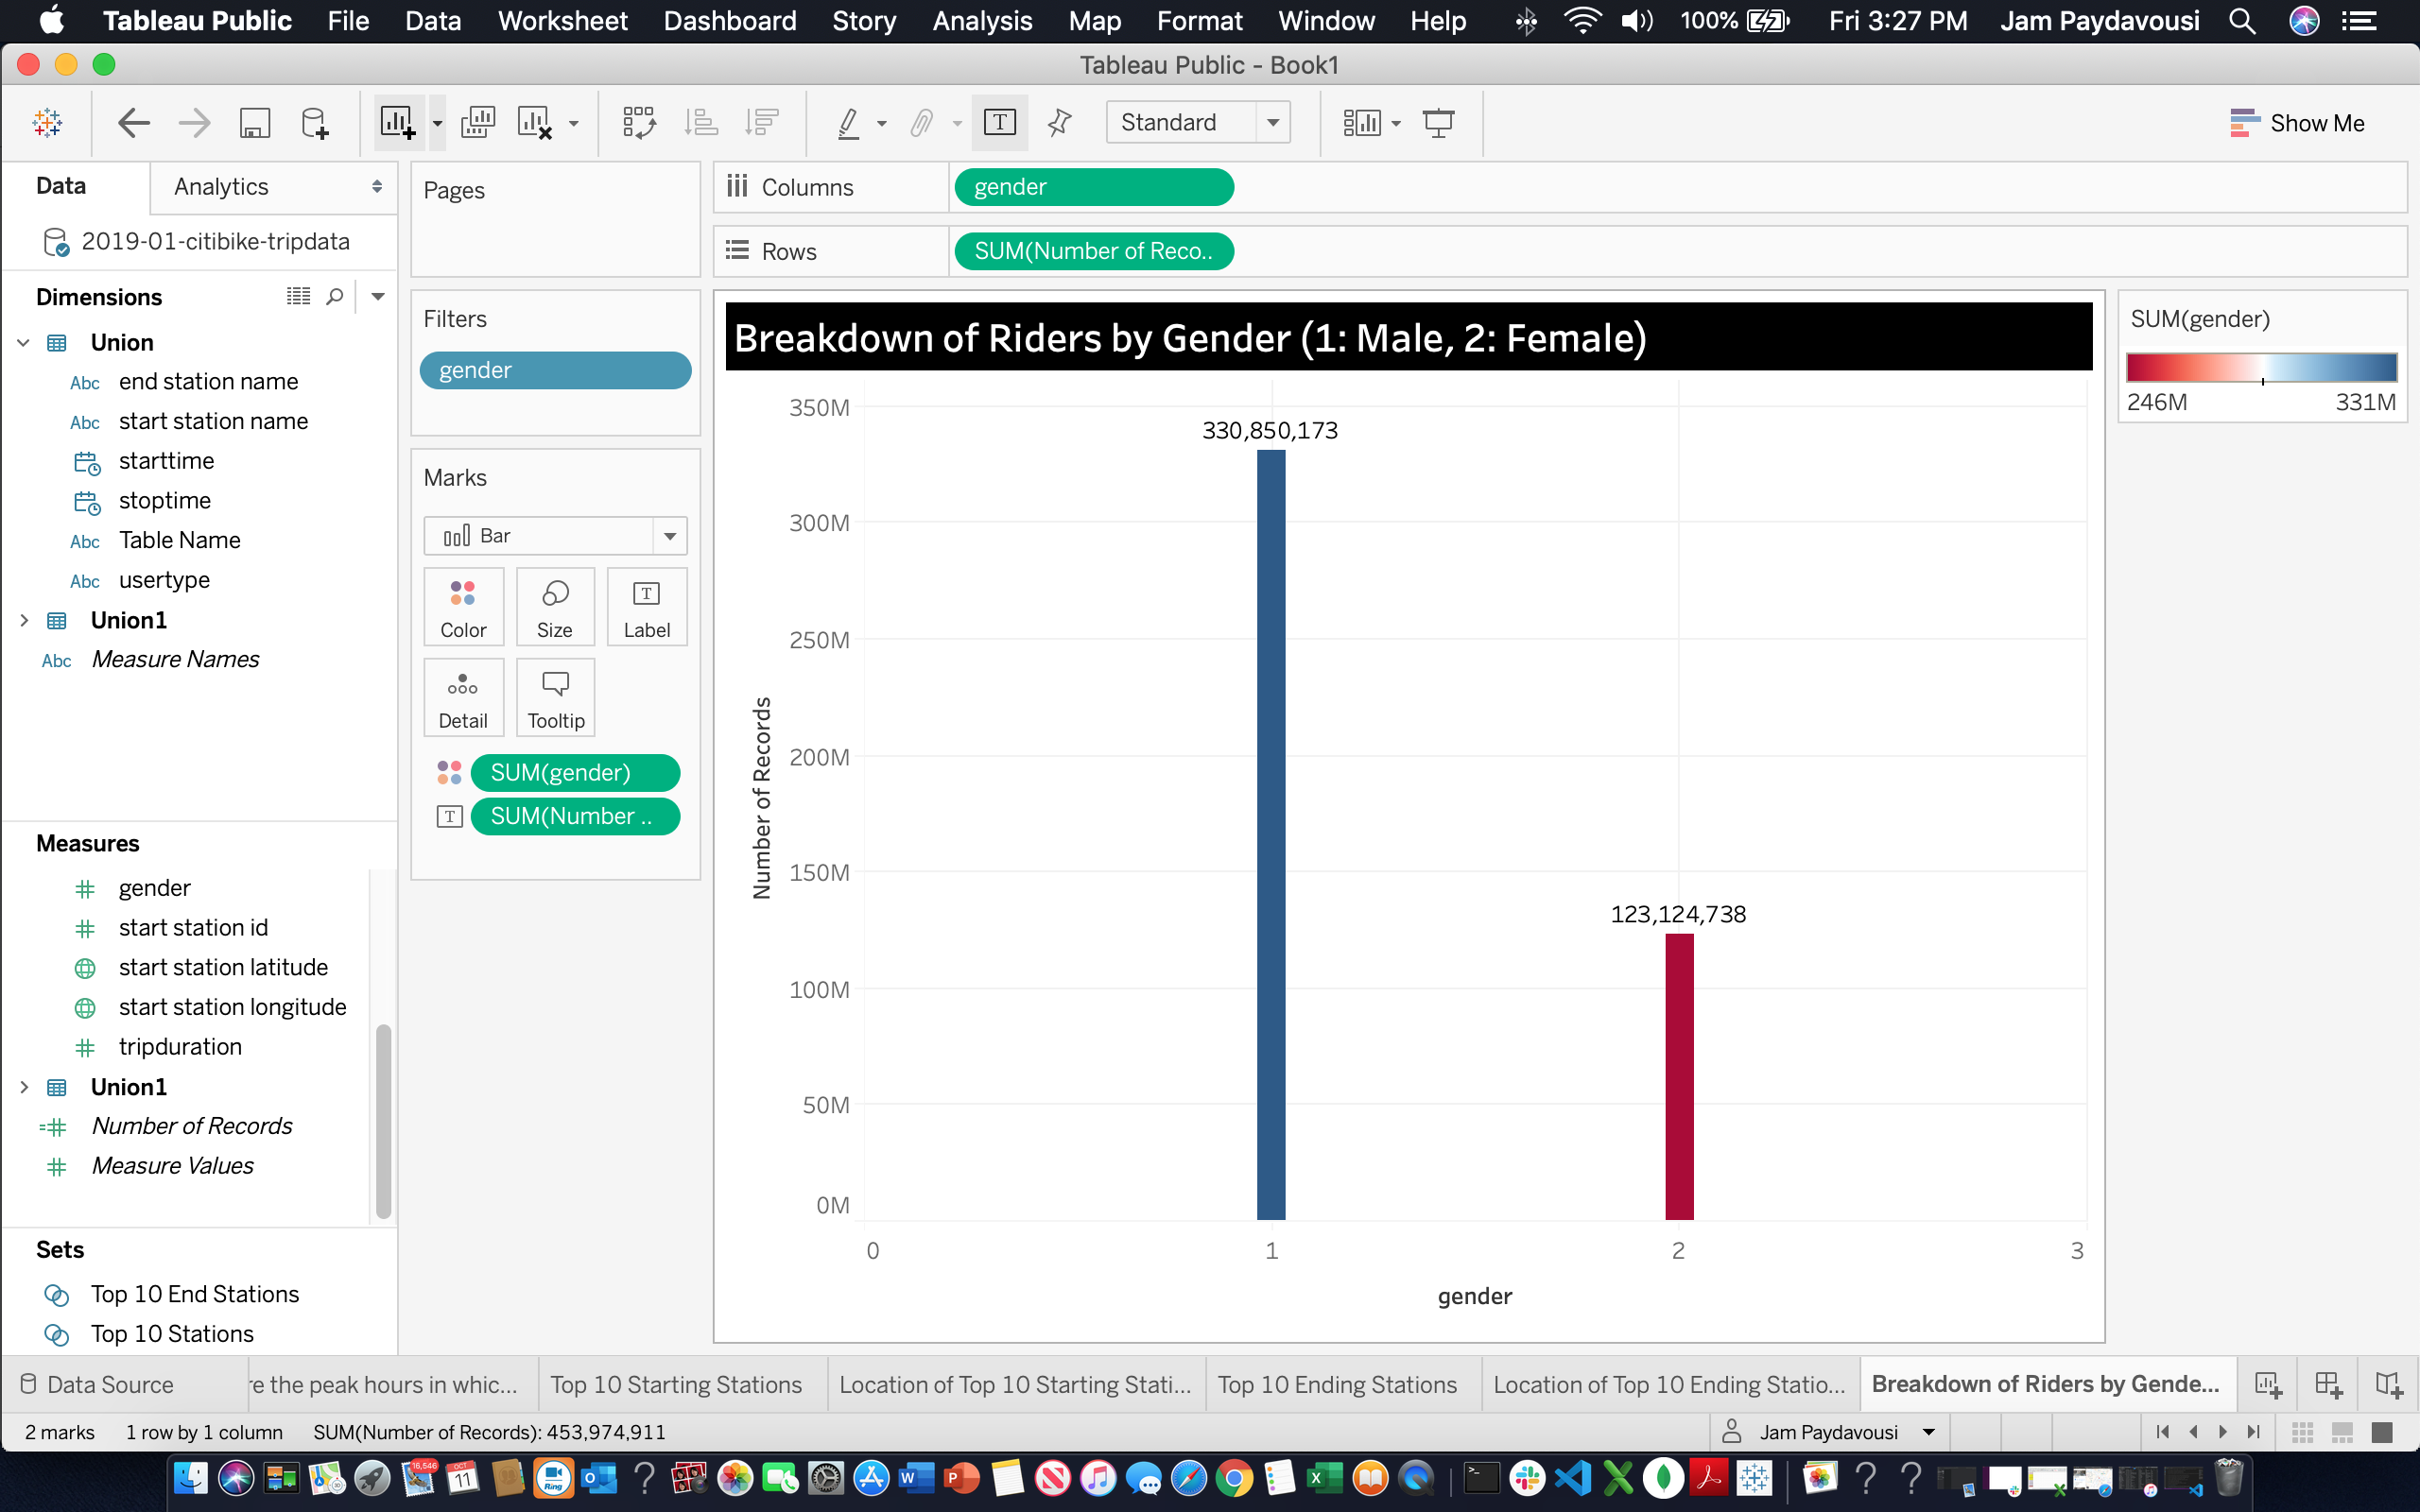 Tableau Public File Data Worksheet Dashboard Story Analysis Map Format Window Help 100% Fri 3:27 PM Jam Paydavousi
Tableau Public - Book1
T Standard Show Me
Data Analytics
2019-01-citibike-tripdata
Dimensions
Union
Abc end station name
Abc start station name
starttime
stoptime
Abc Table Name
Abc usertype
Union1
Abc Measure Names
Measures
gender
start station id
start station latitude
start station longitude
tripduration
Union1
Number of Records
Measure Values
Sets
Top 10 End Stations
Top 10 Stations
Pages
Filters
gender
Marks
Bar
Color Size Label
Detail Tooltip
SUM(gender)
SUM(Number ..
Columns gender
Rows SUM(Number of Reco..
Breakdown of Riders by Gender (1: Male, 2: Female)
350M
300M
250M
200M
150M
100M
50M
0M
Number of Records
330,850,173
123,124,738
0 1 2 3
gender
SUM(gender)
246M 331M
Data Source re the peak hours in whic... Top 10 Starting Stations Location of Top 10 Starting Stati... Top 10 Ending Stations Location of Top 10 Ending Statio... Breakdown of Riders by Gende...
2 marks 1 row by 1 column SUM(Number of Records): 453,974,911 Jam Paydavousi
16,546 OCT 11 Ring